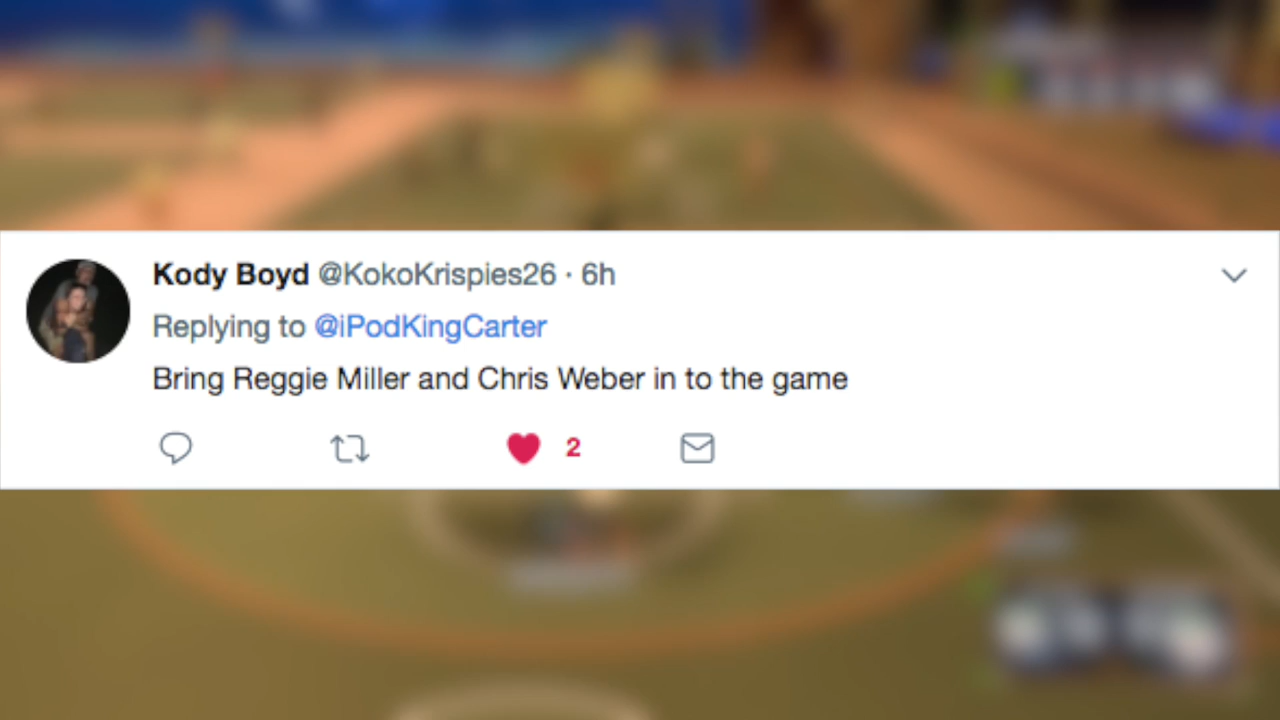 Kody Boyd @KokoKrispies26 · 6h
Replying to @iPodKingCarter
Bring Reggie Miller and Chris Weber in to the game
2